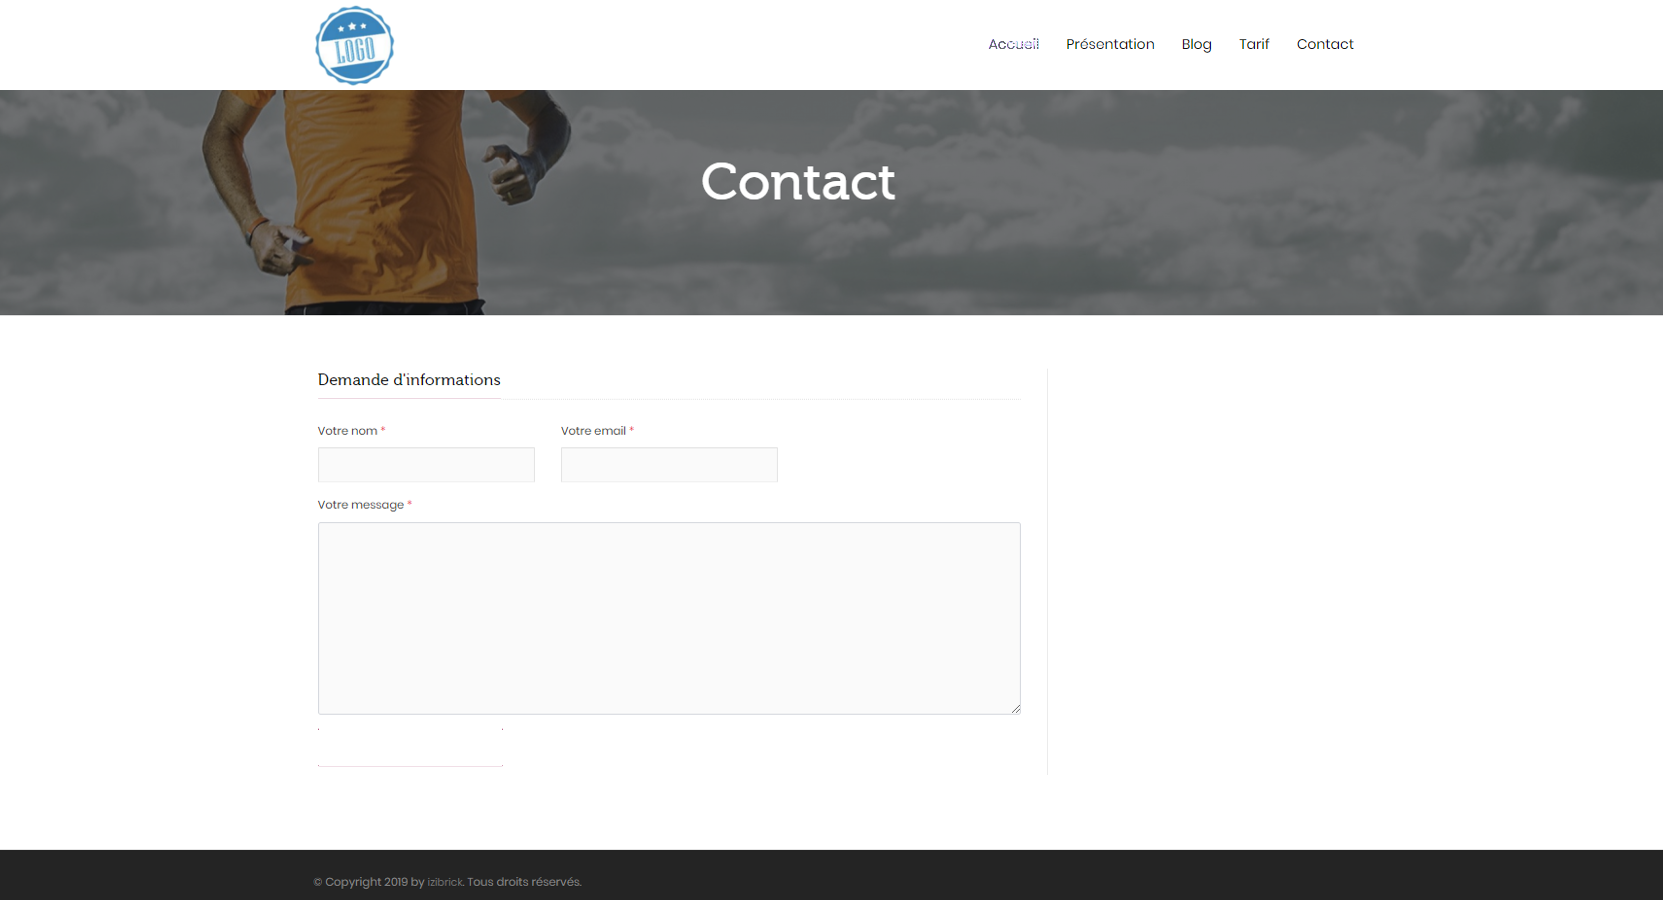 LOGO
Accueil Présentation Blog Tarif Contact
Contact
Demande d'informations
Votre nom * Votre email *
Votre message *
© Copyright 2019 by izibrick. Tous droits réservés.